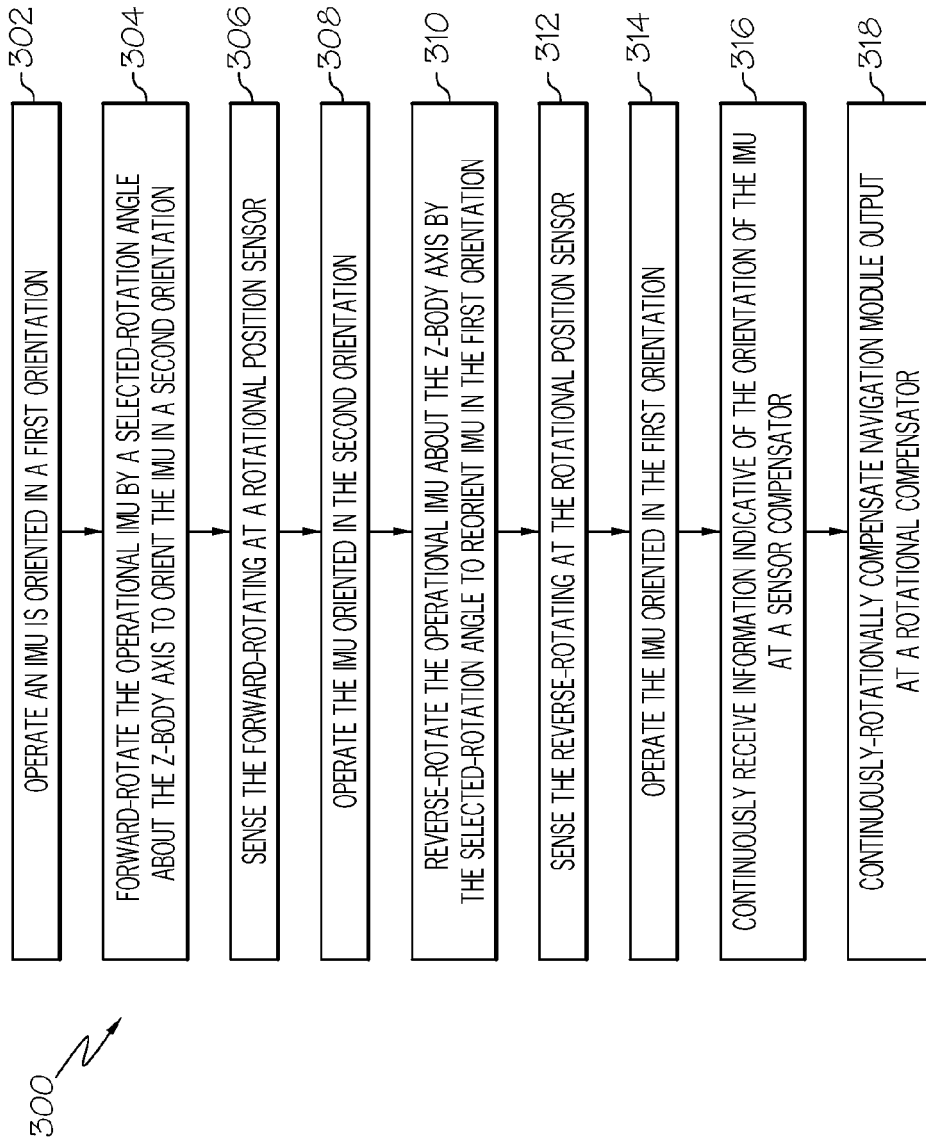 300
302
OPERATE AN IMU IS ORIENTED IN A FIRST ORIENTATION
304
FORWARD-ROTATE THE OPERATIONAL IMU BY A SELECTED-ROTATION ANGLE
ABOUT THE Z-BODY AXIS TO ORIENT THE IMU IN A SECOND ORIENTATION
306
SENSE THE FORWARD-ROTATING AT A ROTATIONAL POSITION SENSOR
308
OPERATE THE IMU ORIENTED IN THE SECOND ORIENTATION
310
REVERSE-ROTATE THE OPERATIONAL IMU ABOUT THE Z-BODY AXIS BY
THE SELECTED-ROTATION ANGLE TO REORIENT IMU IN THE FIRST ORIENTATION
312
SENSE THE REVERSE-ROTATING AT THE ROTATIONAL POSITION SENSOR
314
OPERATE THE IMU ORIENTED IN THE FIRST ORIENTATION
316
CONTINUOUSLY RECEIVE INFORMATION INDICATIVE OF THE ORIENTATION OF THE IMU
AT A SENSOR COMPENSATOR
318
CONTINUOUSLY-ROTATIONALLY COMPENSATE NAVIGATION MODULE OUTPUT
AT A ROTATIONAL COMPENSATOR